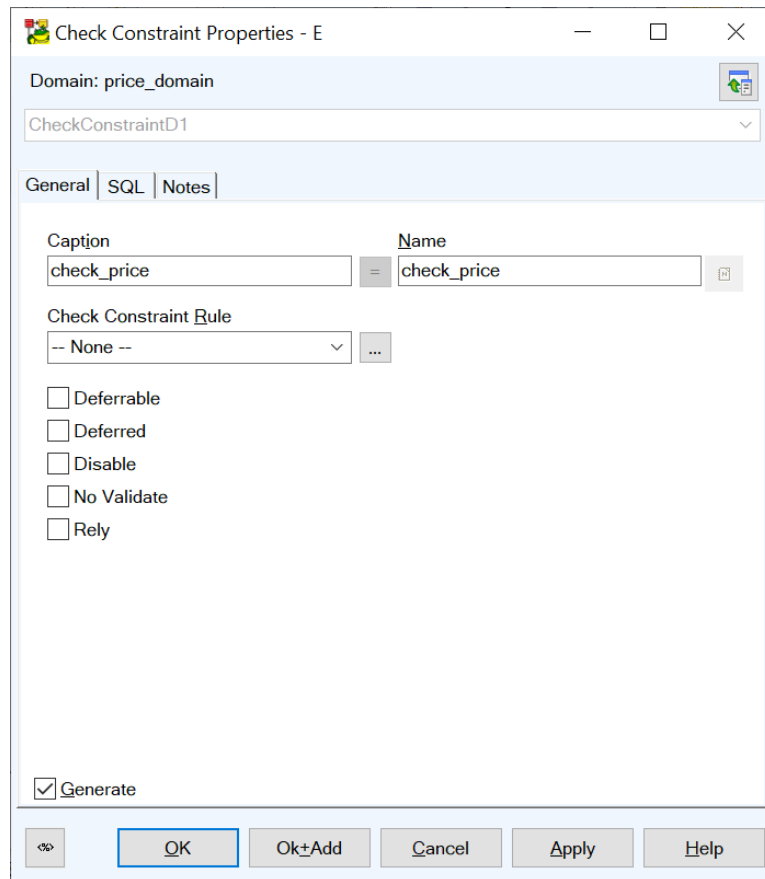 Check Constraint Properties - E
Domain: price_domain
CheckConstraintD1
General SQL Notes
Caption Name
check_price = check_price
Check Constraint Rule
-- None -- ...
Deferrable
Deferred
Disable
No Validate
Rely
Generate
<%> OK Ok+Add Cancel Apply Help